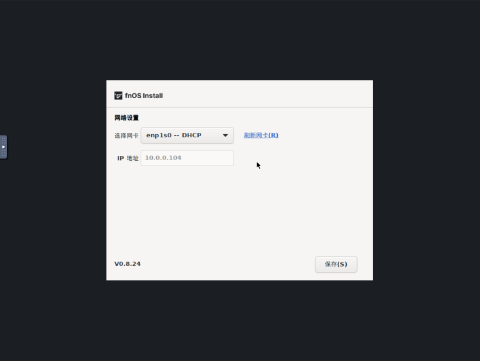 fnOS Install
网络设置
选择网卡 enp1s0 -- DHCP 刷新网卡(R)
IP 地址 10.0.0.104
V0.8.24 保存(S)